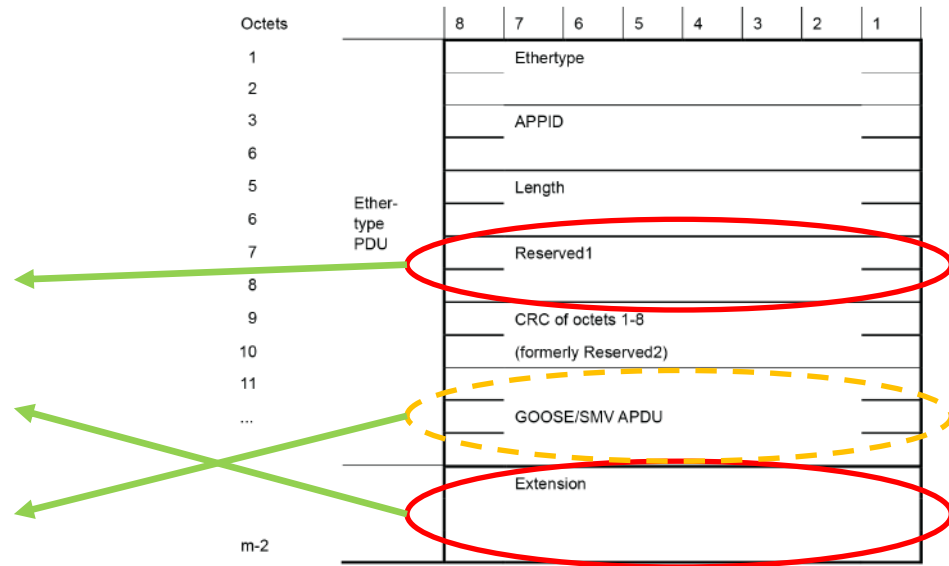 Octets 8 7 6 5 4 3 2 1
1 Ethertype
2
3 APPID
6
5 Length
6
Ether-
type
PDU
7 Reserved1
8
9 CRC of octets 1-8
10 (formerly Reserved2)
11
... GOOSE/SMV APDU
Extension
m-2